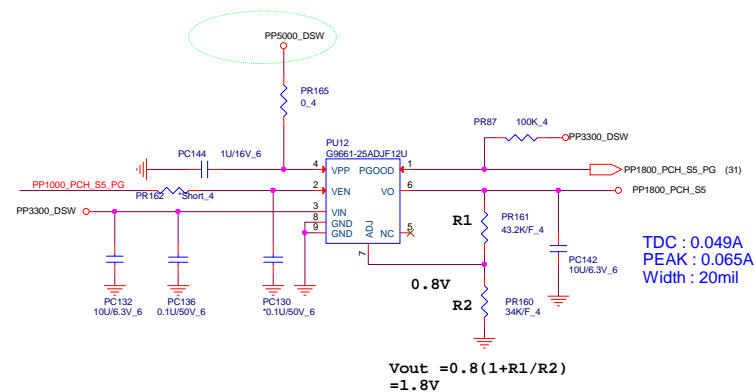 PP5000_DSW
PR165
0_4
PR87
100K_4
PP3300_DSW
PC144
1U/16V_6
PU12
G9661-25ADJF12U
4
VPP
PGOOD
1
PP1800_PCH_S5_PG (31)
PP1000_PCH_S5_PG
PR162
*Short_4
2
VEN
VO
6
PP1800_PCH_S5
PP3300_DSW
3
VIN
8
GND
9
GND
ADJ
NC
5
7
R1
PR161
43.2K/F_4
PC142
10U/6.3V_6
TDC : 0.049A
PEAK : 0.065A
Width : 20mil
0.8V
R2
PR160
34K/F_4
PC132
10U/6.3V_6
PC136
0.1U/50V_6
PC130
*0.1U/50V_6
Vout =0.8(1+R1/R2)
=1.8V